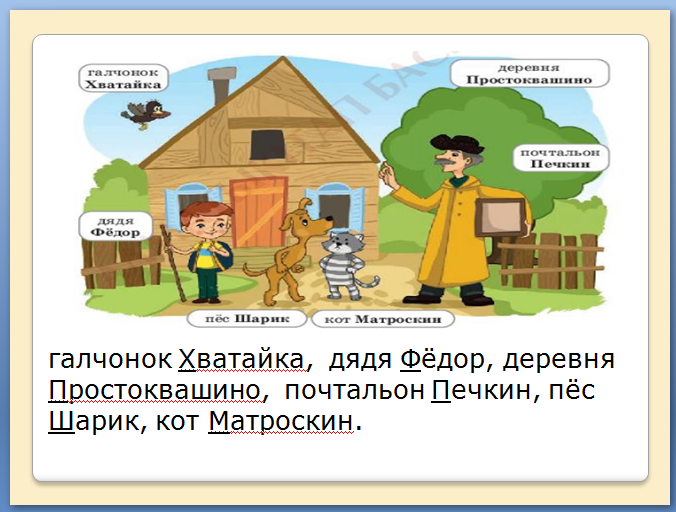 галчонок
Хватайка
деревня
Простоквашино
почтальон
Печкин
дядя
Фёдор
пёс Шарик
кот Матроскин
галчонок Хватайка, дядя Фёдор, деревня
Простоквашино, почтальон Печкин, пёс
Шарик, кот Матроскин.